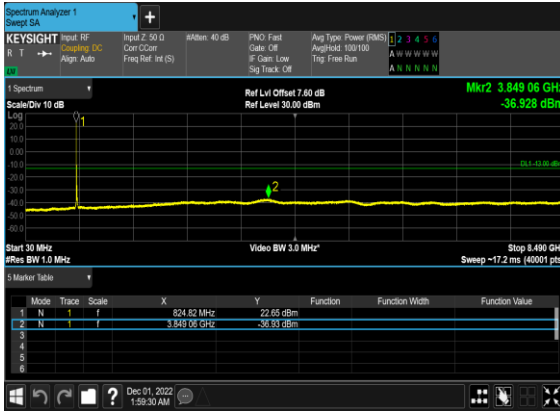 Spectrum Analyzer 1
Swept SA
+
KEYSIGHT Input: RF Input Z: 50 Ω #Atten: 40 dB PNO: Fast Avg Type: Power (RMS) 1 2 3 4 5 6
R T Coupling: DC Corr CCorr Gate: Off Avg|Hold: 100/100 A W W W W W
Align: Auto Freq Ref: Int (S) IF Gain: Low Trig: Free Run
Sig Track: Off A N N N N N
1 Spectrum Ref Lvl Offset 7.60 dB Mkr2 3.849 06 GHz
Scale/Div 10 dB Ref Level 30.00 dBm -36.928 dBm
Log
1
20.0
10.0
0.00
-10.0 DL1 -13.00 dBm
-20.0
-30.0 2
-40.0
-50.0
-60.0
Start 30 MHz Video BW 3.0 MHz* Stop 8.490 GHz
#Res BW 1.0 MHz Sweep ~17.2 ms (40001 pts)
5 Marker Table
Mode Trace Scale X Y Function Function Width Function Value
1 N 1 f 824.82 MHz 22.65 dBm
2 N 1 f 3.849 06 GHz -36.93 dBm
3
4
5
6
? Dec 01, 2022
1:59:30 AM